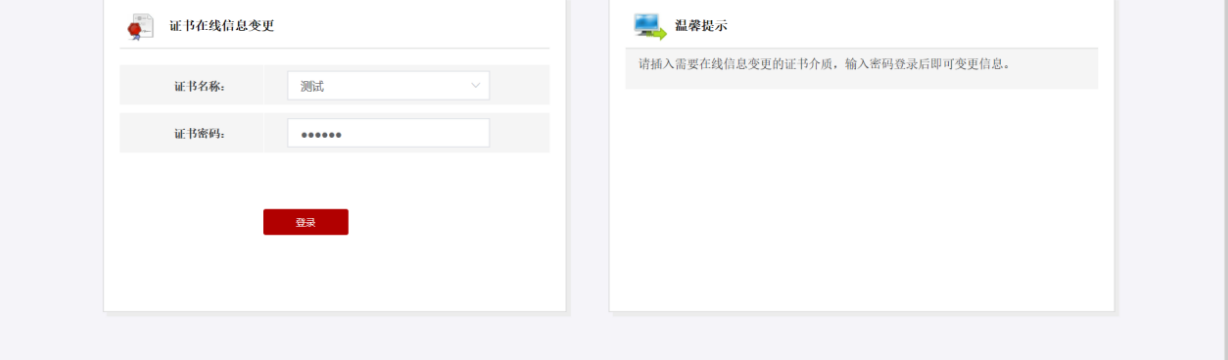 证书在线信息变更
证书名称：
测试
证书密码：
●●●●●●
登录
温馨提示
请插入需要在线信息变更的证书介质，输入密码登录后即可变更信息。